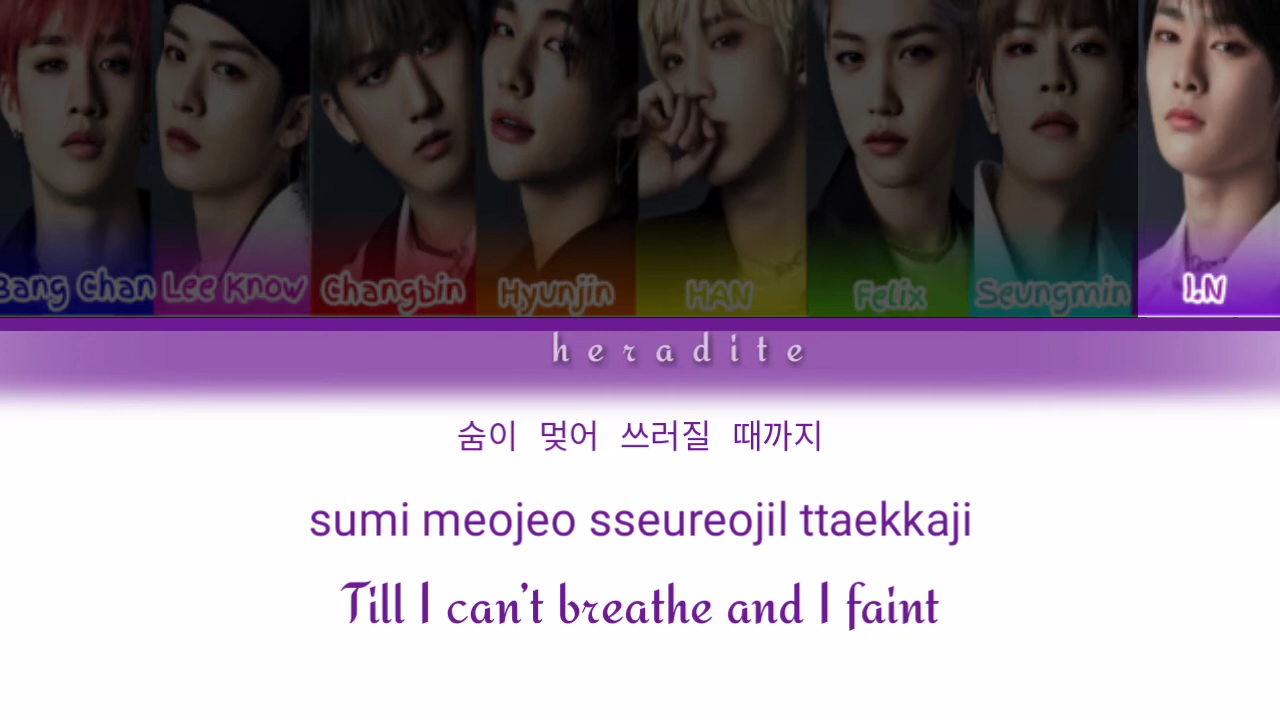 Bang Chan Lee Know Changbin Hyunjin HAN Felix Seungmin I.N
heradite
숨이 멎어 쓰러질 때까지
sumi meojeo sseureojil ttaekkaji
Till I can't breathe and I faint